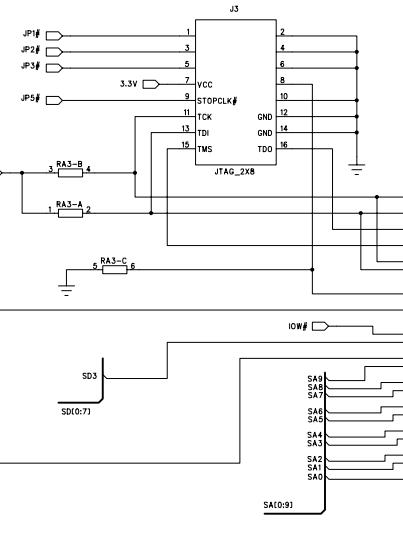 J3
JP1# 1 2
JP2# 3 4
JP3# 5 6
3.3V 7 VCC 8
JP5# 9 STOPCLK# 10
11 TCK GND 12
13 TDI GND 14
15 TMS TDO 16
JTAG_2X8
RA3-B
3 4
RA3-A
1 2
RA3-C
5 6
IOW#
SD3
SD[0:7]
SA9
SA8
SA7
SA6
SA5
SA4
SA3
SA2
SA1
SA0
SA[0:9]